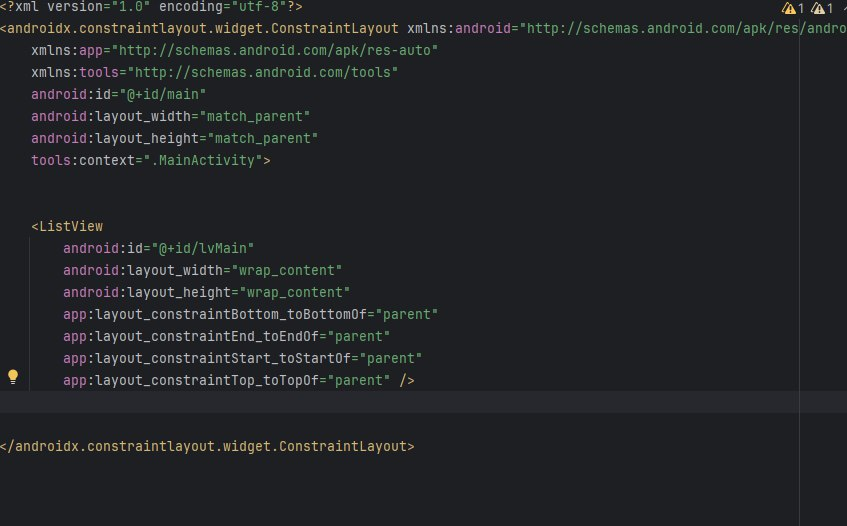 <?xml version="1.0" encoding="utf-8"?>
1 1
<androidx.constraintlayout.widget.ConstraintLayout xmlns:android="http://schemas.android.com/apk/res/andro
xmlns:app="http://schemas.android.com/apk/res-auto"
xmlns:tools="http://schemas.android.com/tools"
android:id="@+id/main"
android:layout_width="match_parent"
android:layout_height="match_parent"
tools:context=".MainActivity">
<ListView
android:id="@+id/lvMain"
android:layout_width="wrap_content"
android:layout_height="wrap_content"
app:layout_constraintBottom_toBottomOf="parent"
app:layout_constraintEnd_toEndOf="parent"
app:layout_constraintStart_toStartOf="parent"
app:layout_constraintTop_toTopOf="parent" />
</androidx.constraintlayout.widget.ConstraintLayout>